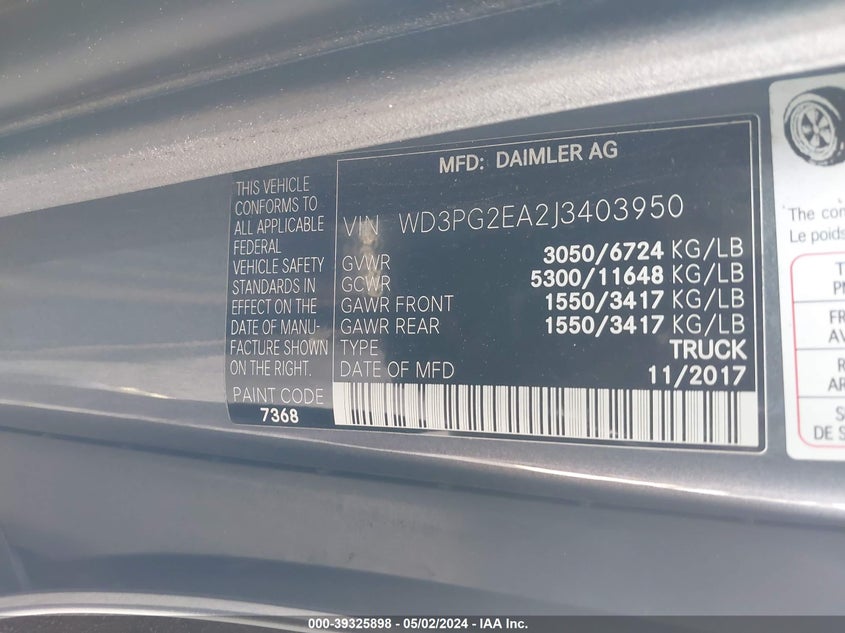 MFD: DAIMLER AG
THIS VEHICLE
CONFORMS TO
ALL APPLICABLE
FEDERAL
VEHICLE SAFETY
STANDARDS IN
EFFECT ON THE
DATE OF MANU-
FACTURE SHOWN
ON THE RIGHT.
PAINT CODE
7368
VIN WD3PG2EA2J3403950
GVWR 3050/6724 KG/LB
GCWR 5300/11648 KG/LB
GAWR FRONT 1550/3417 KG/LB
GAWR REAR 1550/3417 KG/LB
TYPE TRUCK
DATE OF MFD 11/2017
The
Le poids
DE
000-39325898 - 05/02/2024 - IAA Inc.